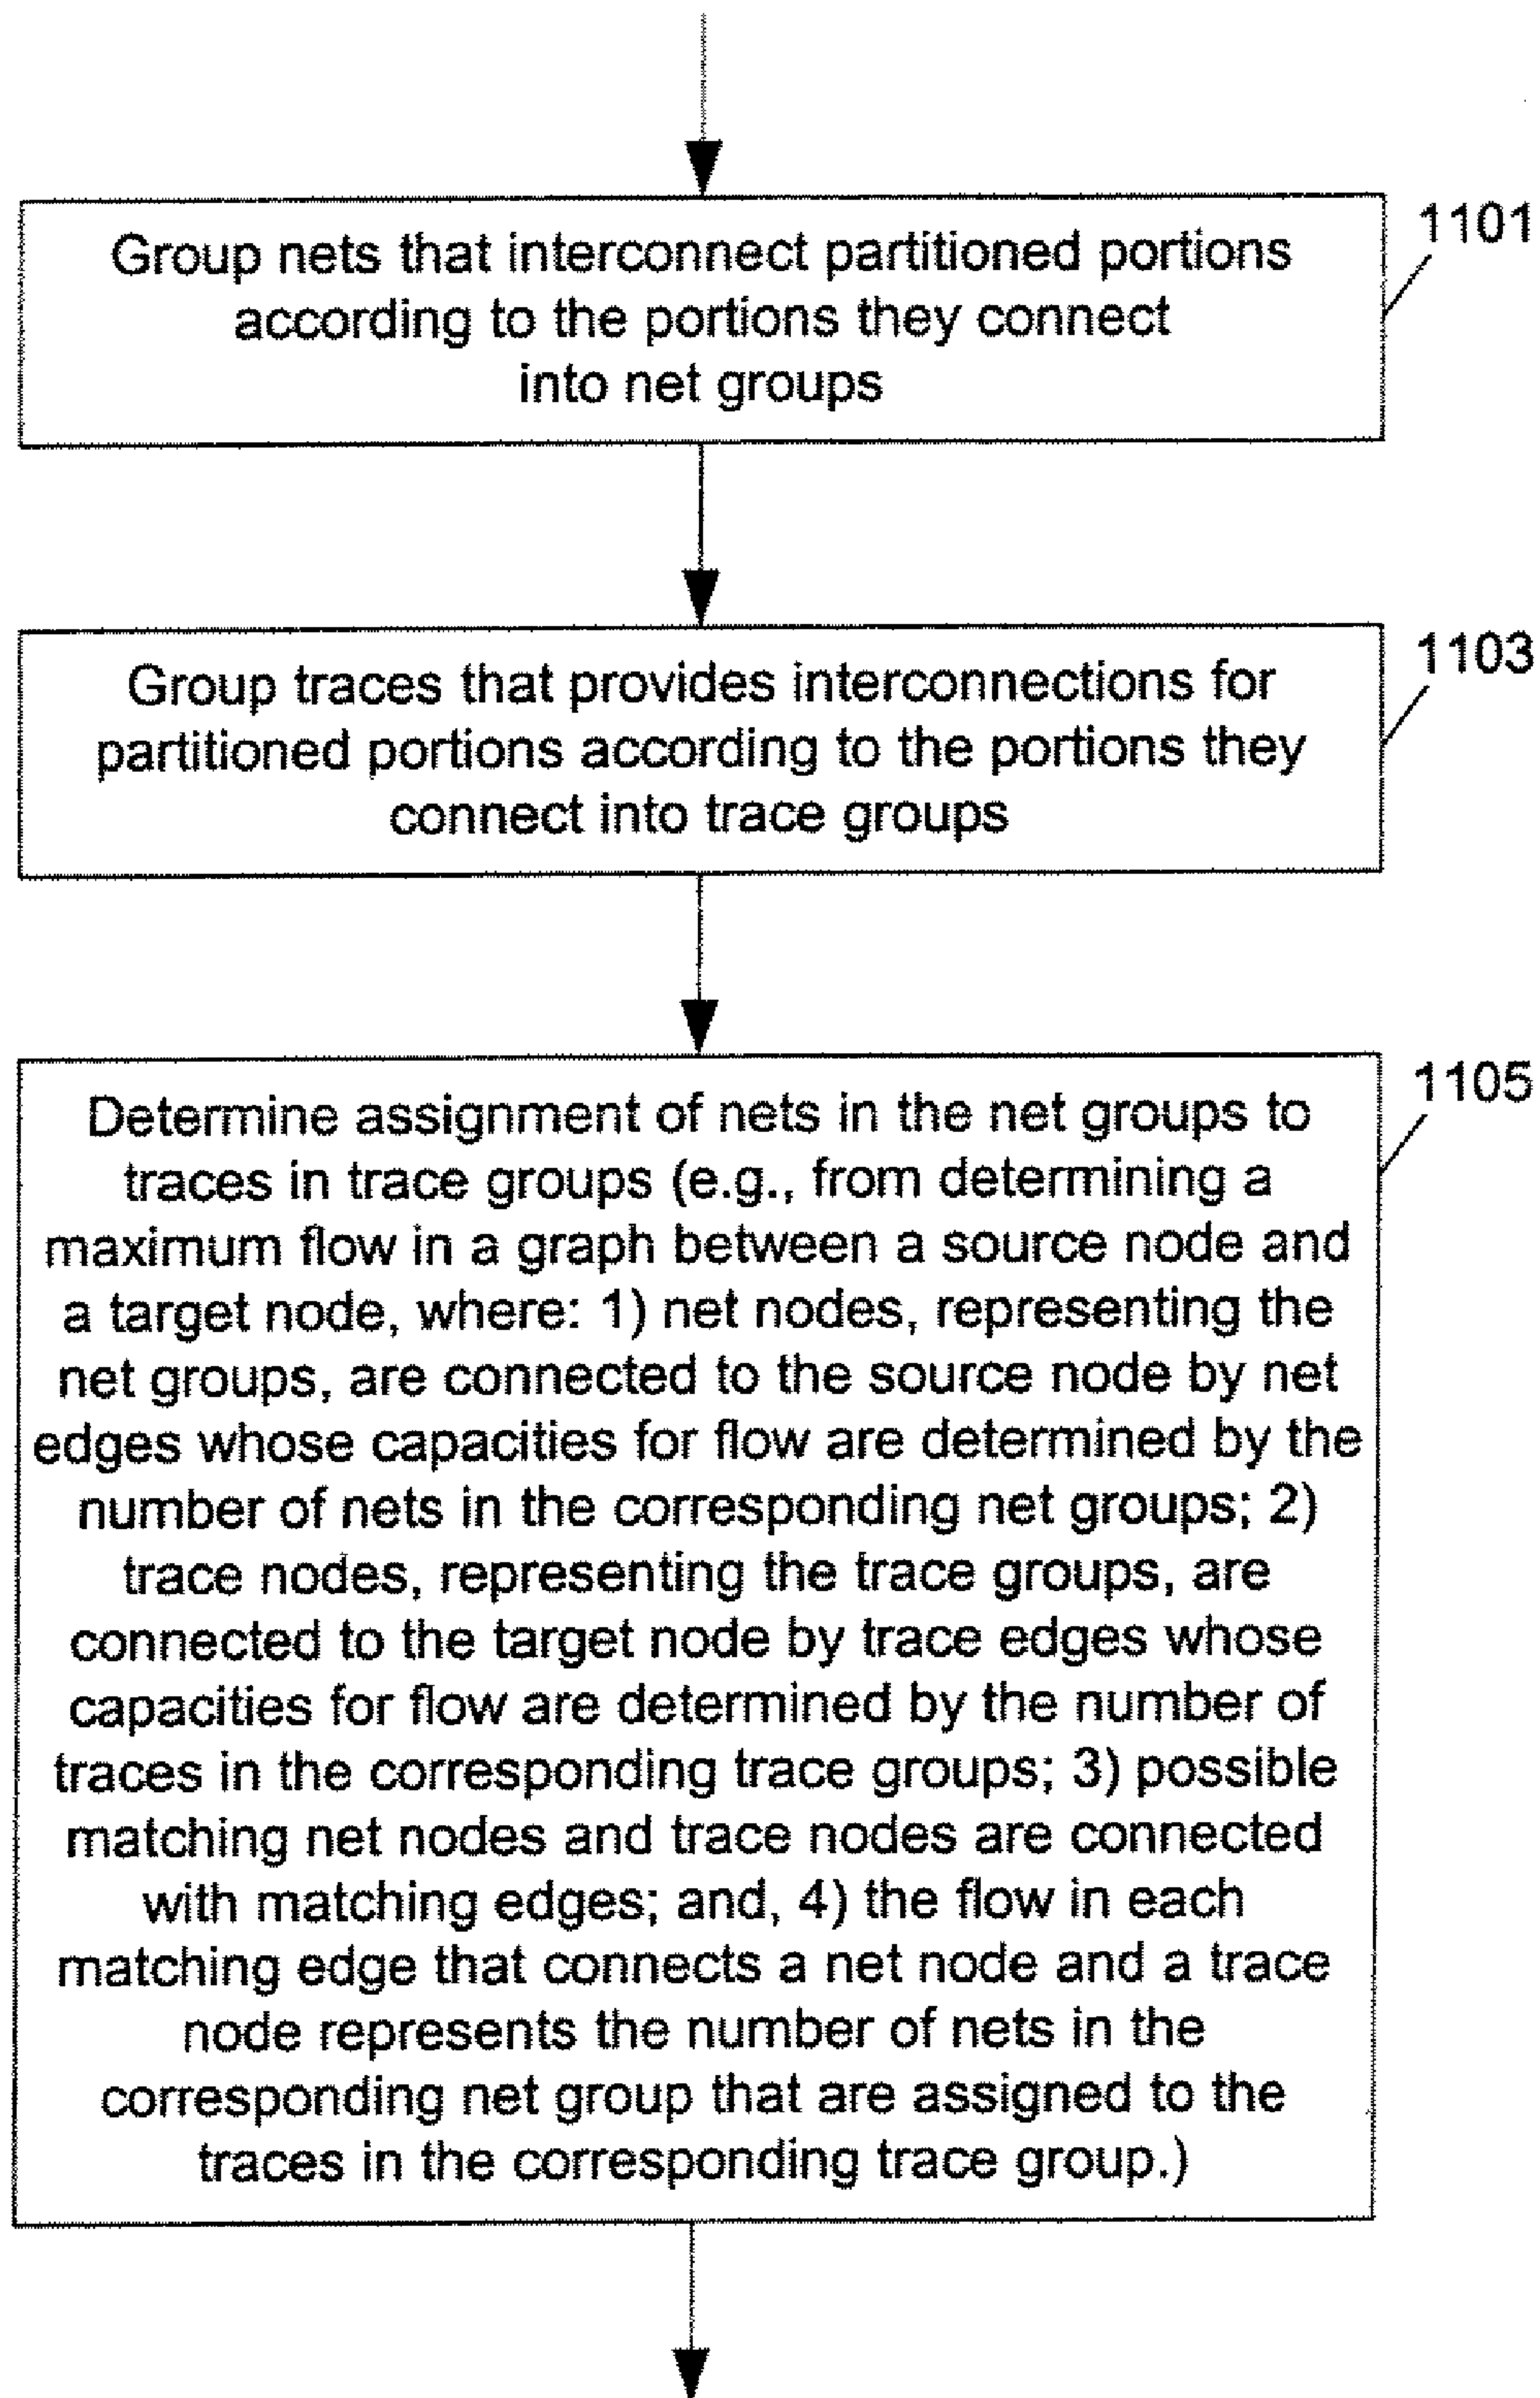 Group nets that interconnect partitioned portions
according to the portions they connect
into net groups
1101
Group traces that provides interconnections for
partitioned portions according to the portions they
connect into trace groups
1103
Determine assignment of nets in the net groups to
traces in trace groups (e.g., from determining a
maximum flow in a graph between a source node and
a target node, where: 1) net nodes, representing the
net groups, are connected to the source node by net
edges whose capacities for flow are determined by the
number of nets in the corresponding net groups; 2)
trace nodes, representing the trace groups, are
connected to the target node by trace edges whose
capacities for flow are determined by the number of
traces in the corresponding trace groups; 3) possible
matching net nodes and trace nodes are connected
with matching edges; and, 4) the flow in each
matching edge that connects a net node and a trace
node represents the number of nets in the
corresponding net group that are assigned to the
traces in the corresponding trace group.)
1105